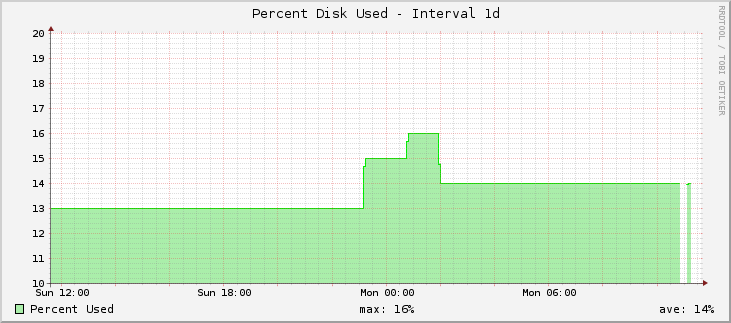 Percent Disk Used - Interval 1d
RRDTOOL / TOBI OETIKER
20
19
18
17
16
15
14
13
12
11
10
Sun 12:00 Sun 18:00 Mon 00:00 Mon 06:00
Percent Used max: 16% ave: 14%